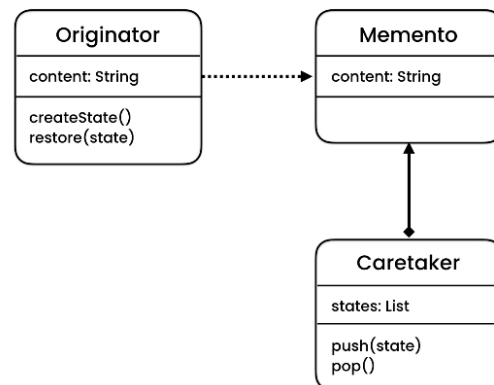 Originator
content: String
createState()
restore(state)
Memento
content: String
Caretaker
states: List
push(state)
pop()